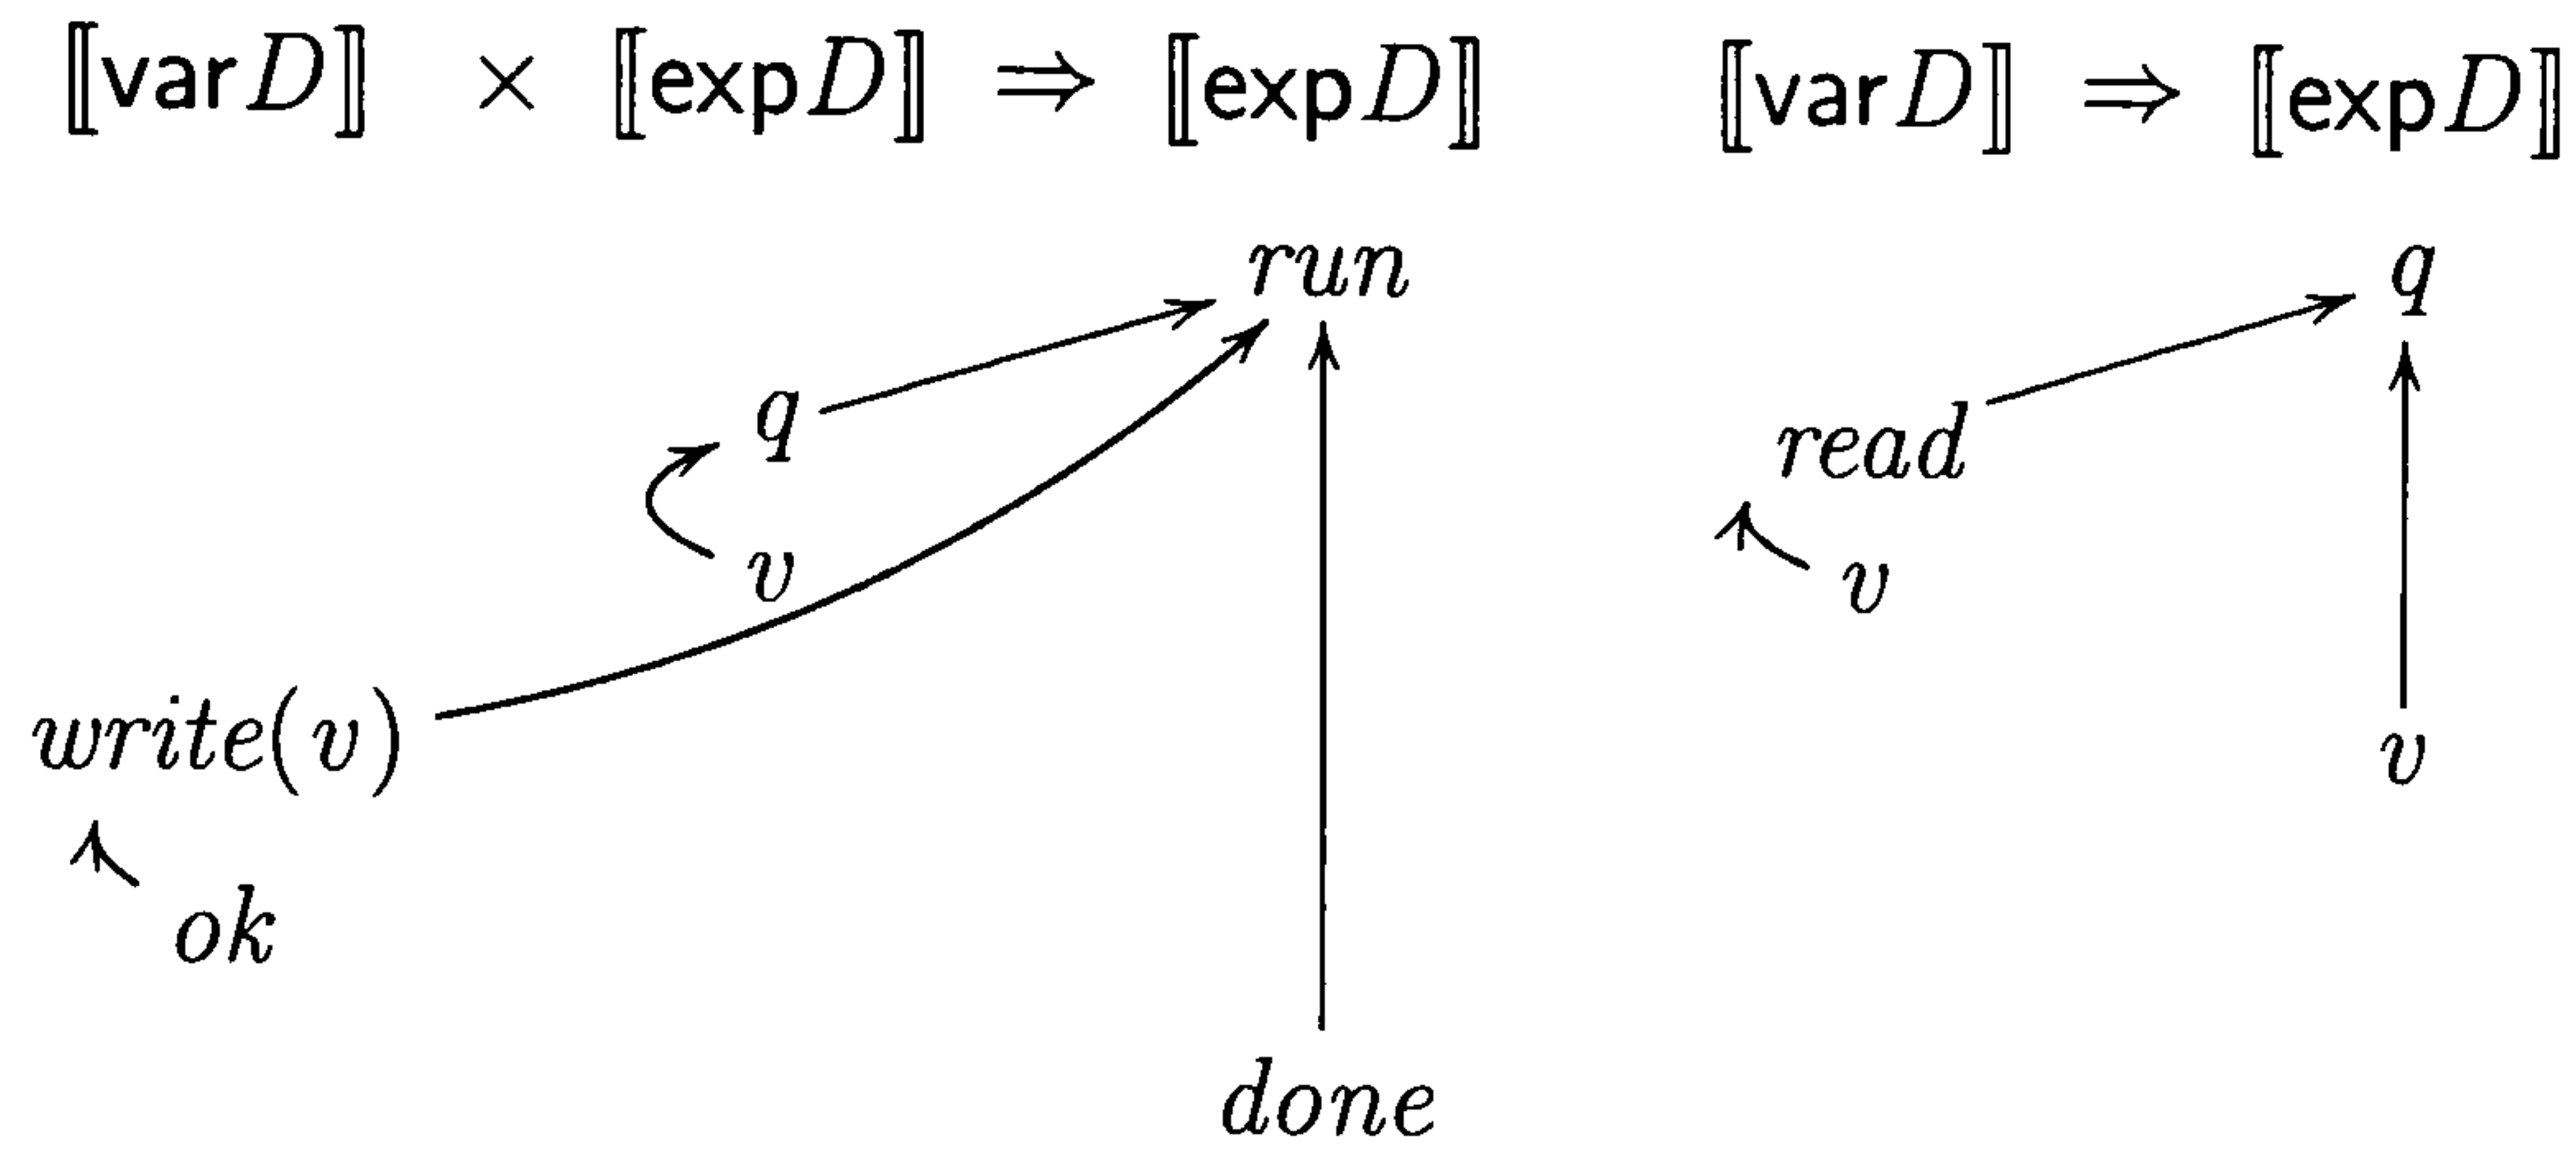 ⟦var D⟧ × ⟦exp D⟧ ⇒ ⟦exp D⟧ ⟦var D⟧ ⇒ ⟦exp D⟧
run q
q read
v v
write(v) v
ok
done